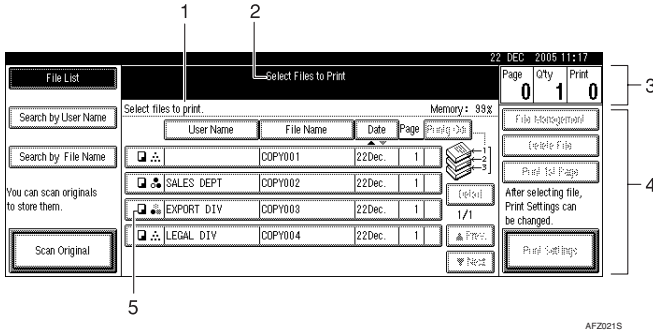 1
2
22 DEC 2005 11:17
File List
Select Files to Print
Page Q'ty Print
0 1 0
3
Select files to print.
Memory: 99%
Search by User Name
User Name File Name Date Page Printg Odr
File Management
Delete File
Search by File Name
COPY001 22Dec. 1
1
2
3
Print 1st Page
You can scan originals
to store them.
SALES DEPT COPY002 22Dec. 1
Detail
After selecting file,
Print Settings can
be changed.
4
EXPORT DIV COPY003 22Dec. 1
1/1
Scan Original
LEGAL DIV COPY004 22Dec. 1
▲ Prev.
▼ Next
Print Settings
5
AFZ021S